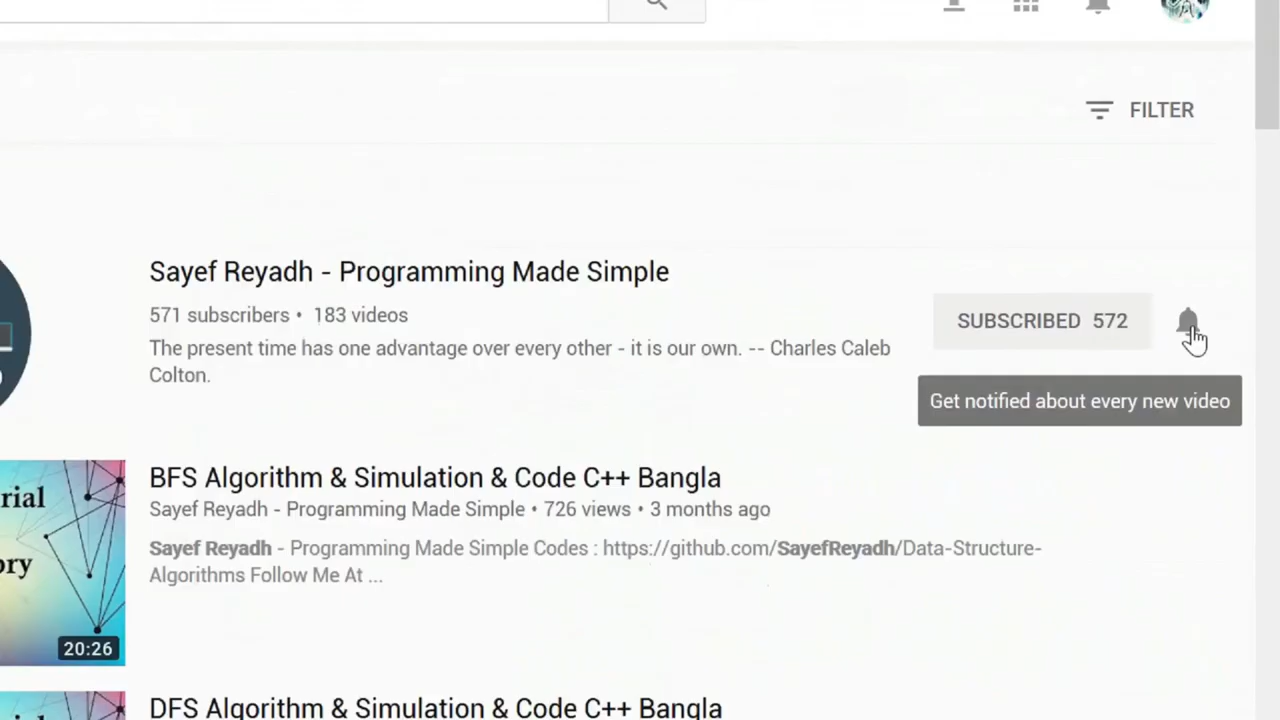 FILTER
Sayef Reyadh - Programming Made Simple
571 subscribers • 183 videos
The present time has one advantage over every other - it is our own. -- Charles Caleb
Colton.
SUBSCRIBED 572
Get notified about every new video
rial
ory
20:26
BFS Algorithm & Simulation & Code C++ Bangla
Sayef Reyadh - Programming Made Simple • 726 views • 3 months ago
Sayef Reyadh - Programming Made Simple Codes : https://github.com/SayefReyadh/Data-Structure-
Algorithms Follow Me At ...
DFS Algorithm & Simulation & Code C++ Bangla